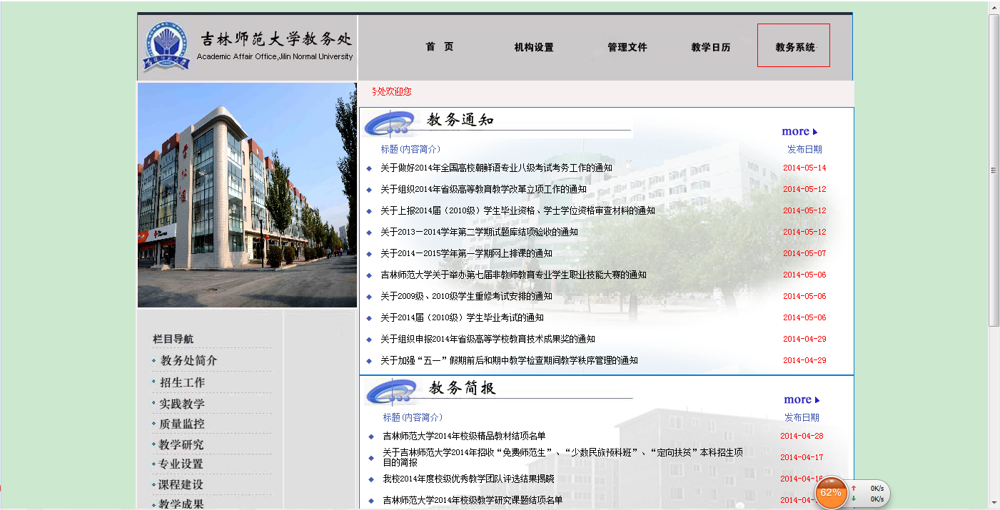 吉林师范大学教务处
Academic Affair Office,Jilin Normal University
首 页
机构设置
管理文件
教学日历
教务系统
务处欢迎您
教务通知
more
标题(内容简介)
发布日期
关于做好2014年全国高校朝鲜语专业八级考试考务工作的通知
2014-05-14
关于组织2014年省级高等教育教学改革立项工作的通知
2014-05-12
关于上报2014届（2010级）学生毕业资格、学士学位资格审查材料的通知
2014-05-12
关于2013－2014学年第二学期试题库结项验收的通知
2014-05-12
关于2014－2015学年第一学期网上排课的通知
2014-05-07
吉林师范大学关于举办第七届非教师教育专业学生职业技能大赛的通知
2014-05-06
关于2009级、2010级学生重修考试安排的通知
2014-05-06
关于2014届（2010级）学生毕业考试的通知
2014-05-06
关于组织申报2014年省级高等学校教育技术成果奖的通知
2014-04-29
关于加强“五一”假期前后和期中教学检查期间教学秩序管理的通知
2014-04-29
栏目导航
教务处简介
招生工作
实践教学
质量监控
教学研究
专业设置
课程建设
教学成果
教务简报
more
标题(内容简介)
发布日期
吉林师范大学2014年校级精品教材结项名单
2014-04-28
关于吉林师范大学2014年招收“免费师范生”、“少数民族预科班”、“定向扶贫”本科招生项
目的简报
2014-04-17
我校2014年度校级优秀教学团队评选结果揭晓
2014-04-16
吉林师范大学2014年校级教学研究课题结项名单
2014-04-
62%
0K/s
0K/s